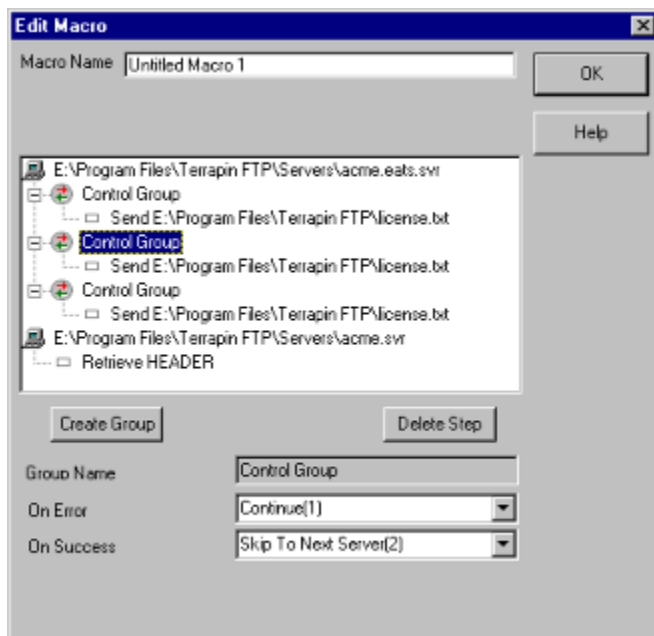 Edit Macro
Macro Name Untitled Macro 1
OK
Help
E:\Program Files\Terrapin FTP\Servers\acme.eats.svr
Control Group
Send E:\Program Files\Terrapin FTP\license.txt
Control Group
Send E:\Program Files\Terrapin FTP\license.txt
Control Group
Send E:\Program Files\Terrapin FTP\license.txt
E:\Program Files\Terrapin FTP\Servers\acme.svr
Retrieve HEADER
Create Group Delete Step
Group Name Control Group
On Error Continue(1)
On Success Skip To Next Server(2)